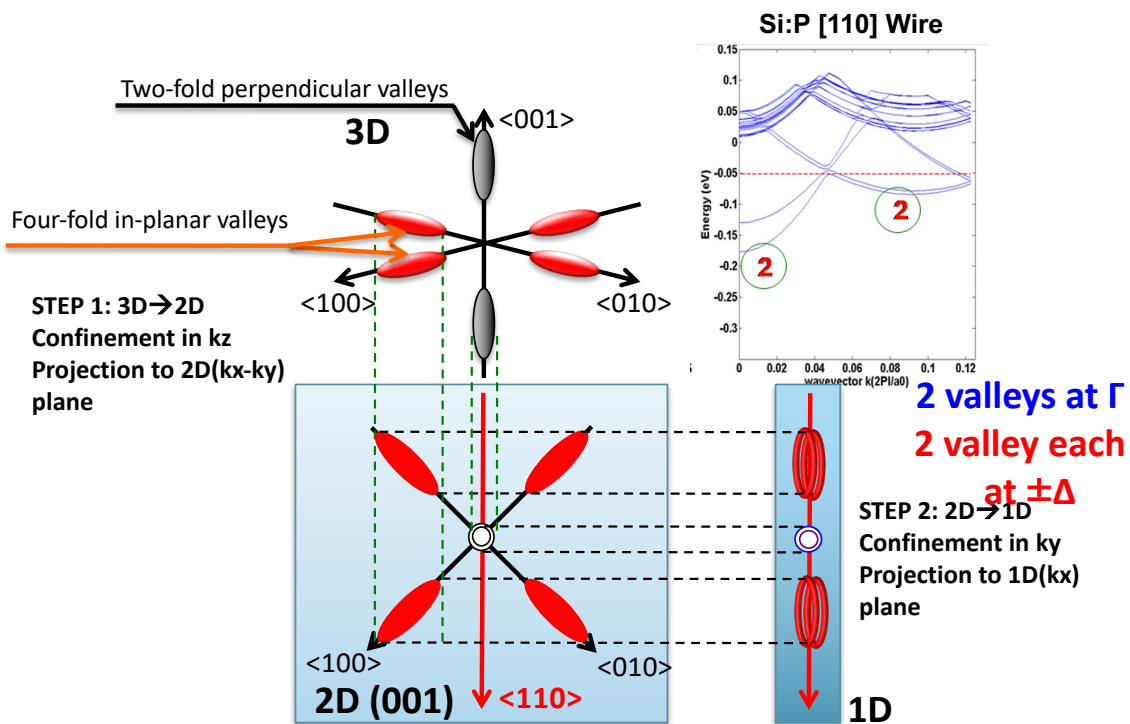 Si:P [110] Wire
Two-fold perpendicular valleys
3D
<001>
Four-fold in-planar valleys
<100>
<010>
STEP 1: 3D→2D
Confinement in kz
Projection to 2D(kx-ky)
plane
0.15
0.1
0.05
0
-0.05
-0.1
-0.15
-0.2
-0.25
-0.3
Energy (eV)
2
2
0
0.02
0.04
0.06
0.08
0.1
0.12
wavevector k(2PI/a0)
2 valleys at Γ
2 valley each
at ±Δ
STEP 2: 2D→1D
Confinement in ky
Projection to 1D(kx)
plane
<100>
<010>
2D (001)
<110>
1D